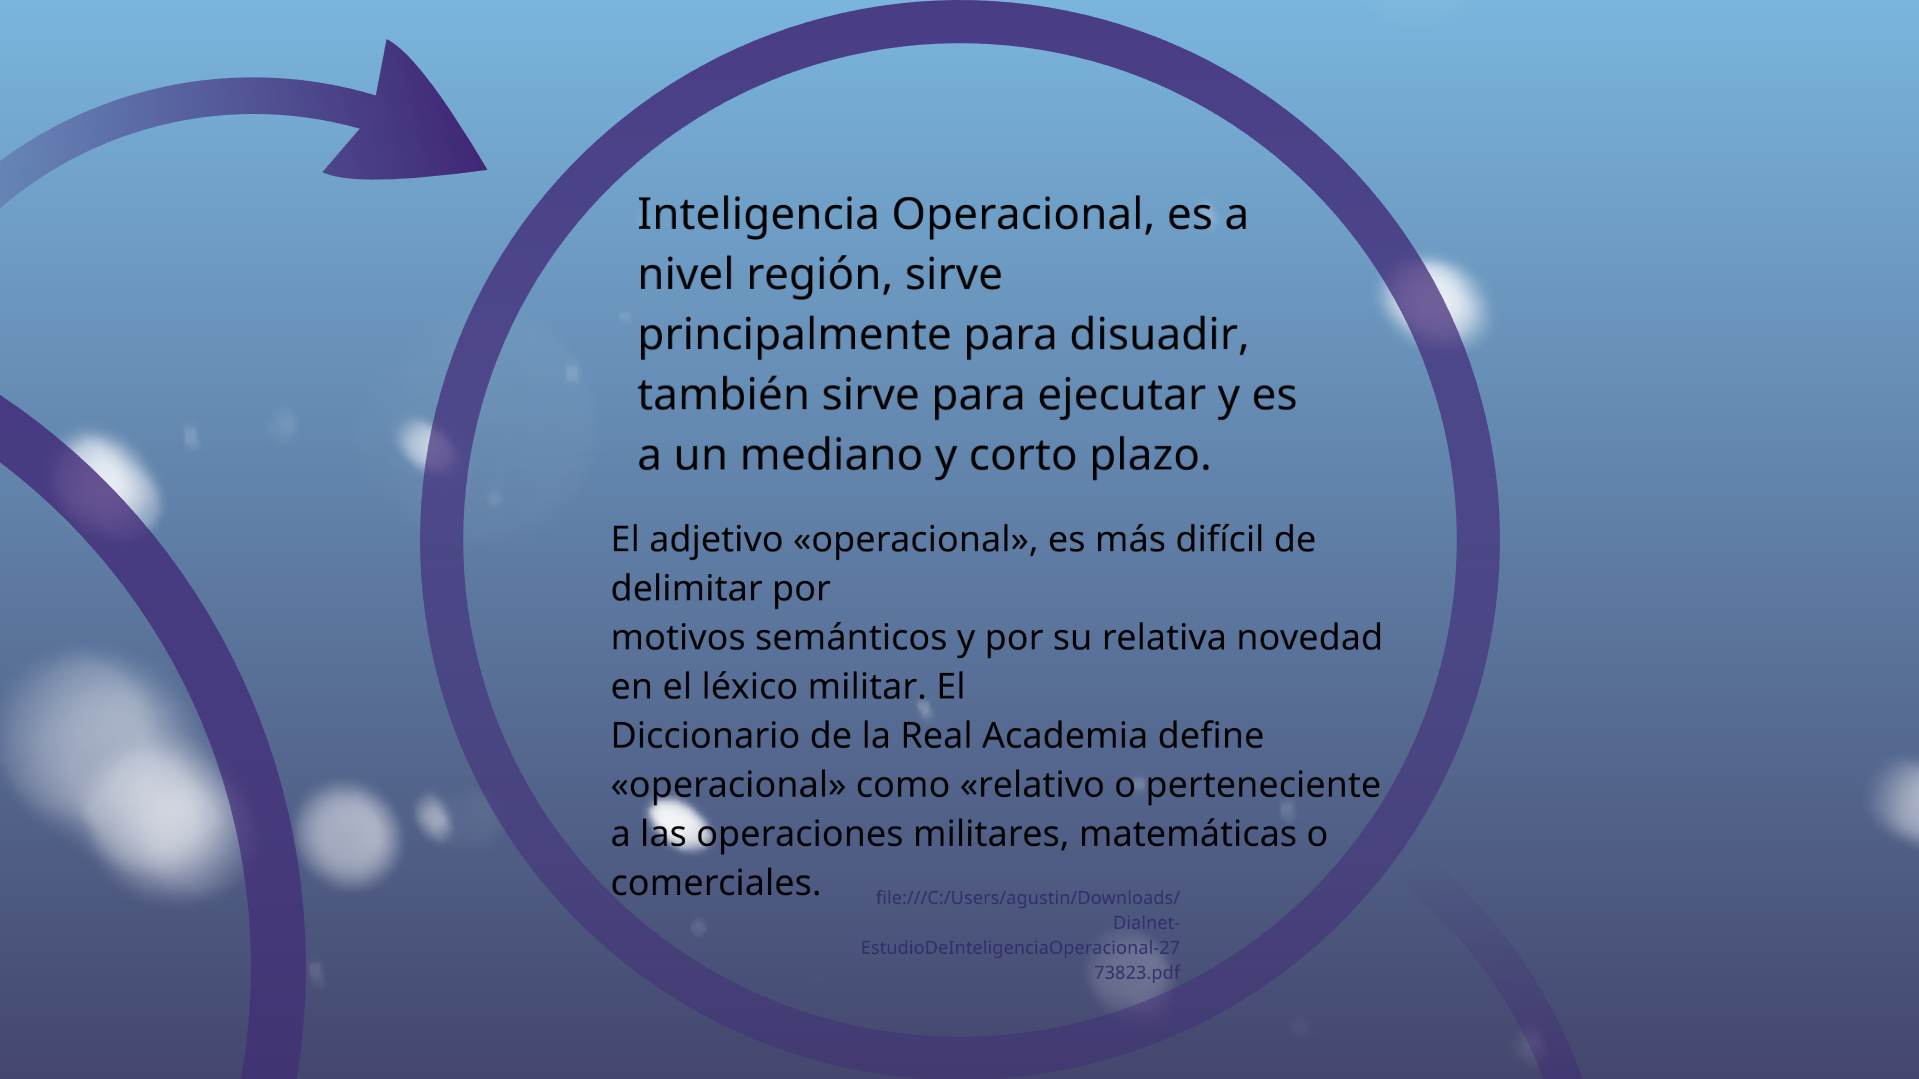 Inteligencia Operacional, es a
nivel región, sirve
principalmente para disuadir,
también sirve para ejecutar y es
a un mediano y corto plazo.
El adjetivo «operacional», es más difícil de
delimitar por
motivos semánticos y por su relativa novedad
en el léxico militar. El
Diccionario de la Real Academia define
«operacional» como «relativo o perteneciente
a las operaciones militares, matemáticas o
comerciales.
file:///C:/Users/agustin/Downloads/
Dialnet-
EstudioDeInteligenciaOperacional-27
73823.pdf